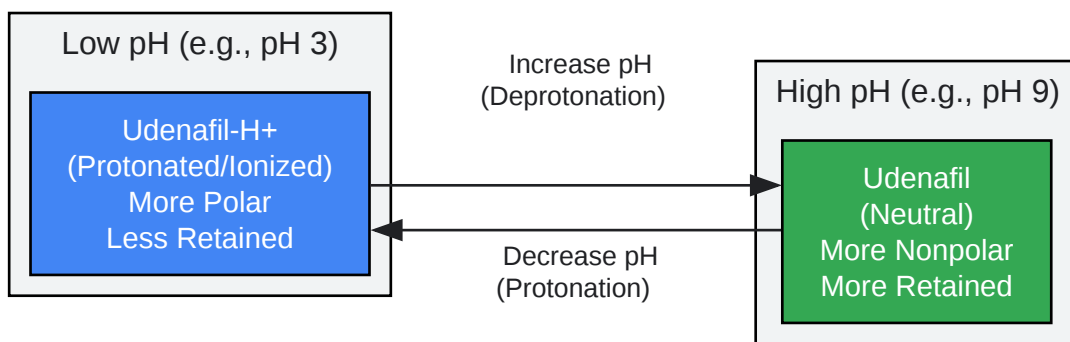 Low pH (e.g., pH 3)
Udenafil-H+
(Protonated/Ionized)
More Polar
Less Retained
Increase pH
(Deprotonation)
Decrease pH
(Protonation)
High pH (e.g., pH 9)
Udenafil
(Neutral)
More Nonpolar
More Retained